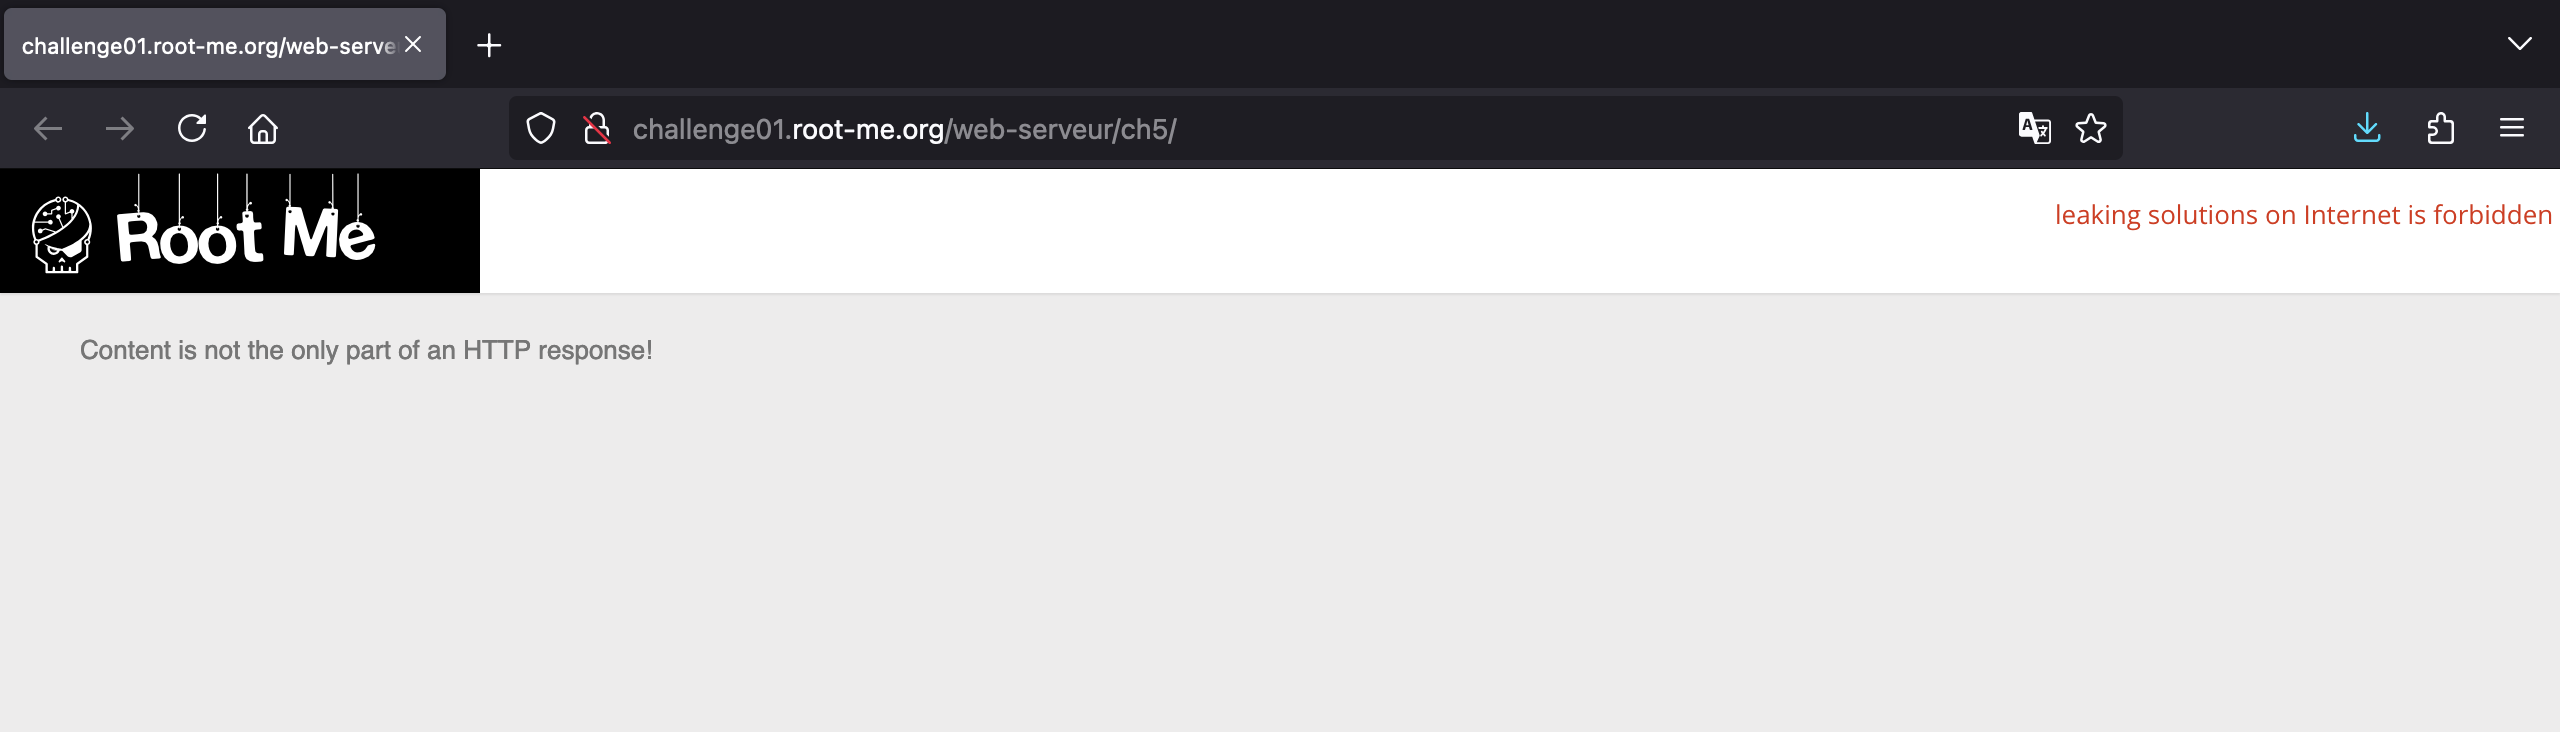 challenge01.root-me.org/web-serve
challenge01.root-me.org/web-serveur/ch5/
Root Me
leaking solutions on Internet is forbidden
Content is not the only part of an HTTP response!